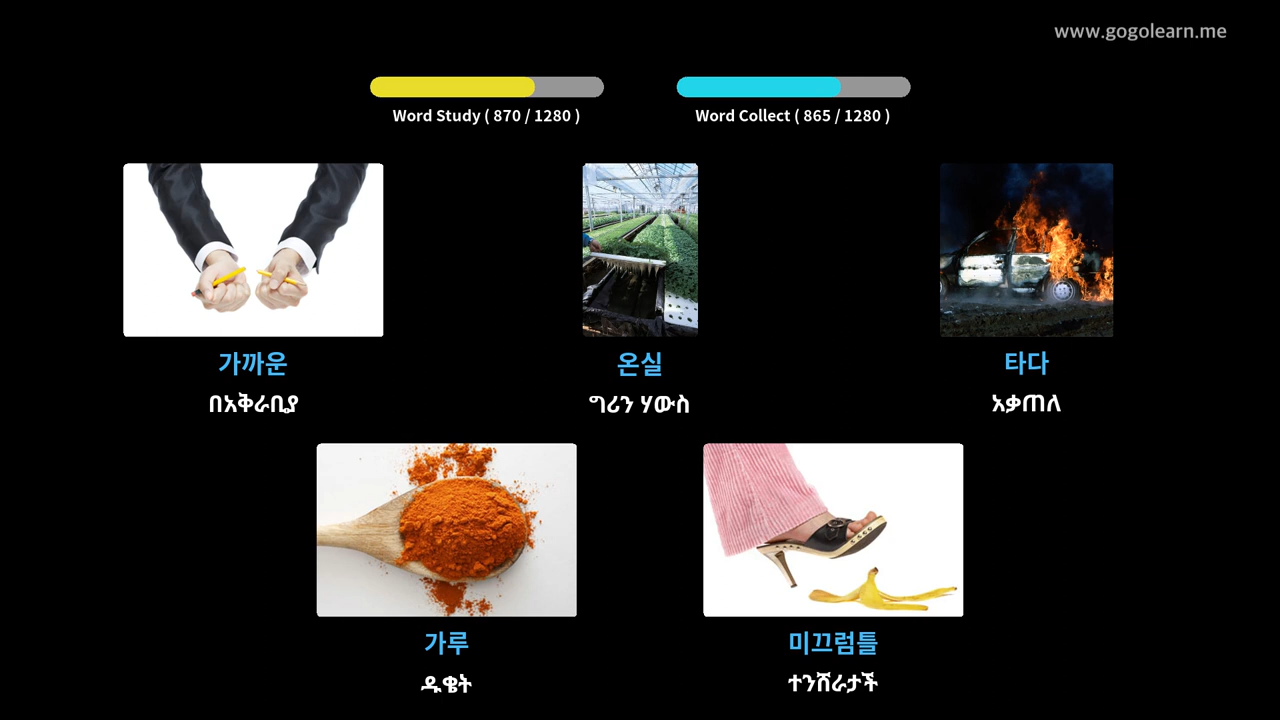 www.gogolearn.me
Word Study ( 870 / 1280 )
Word Collect ( 865 / 1280 )
가까운
በአቅራቢያ
온실
ግሪን ሃውስ
타다
አቃጠለ
가루
ዱቄት
미끄럼틀
ተንሸራታች